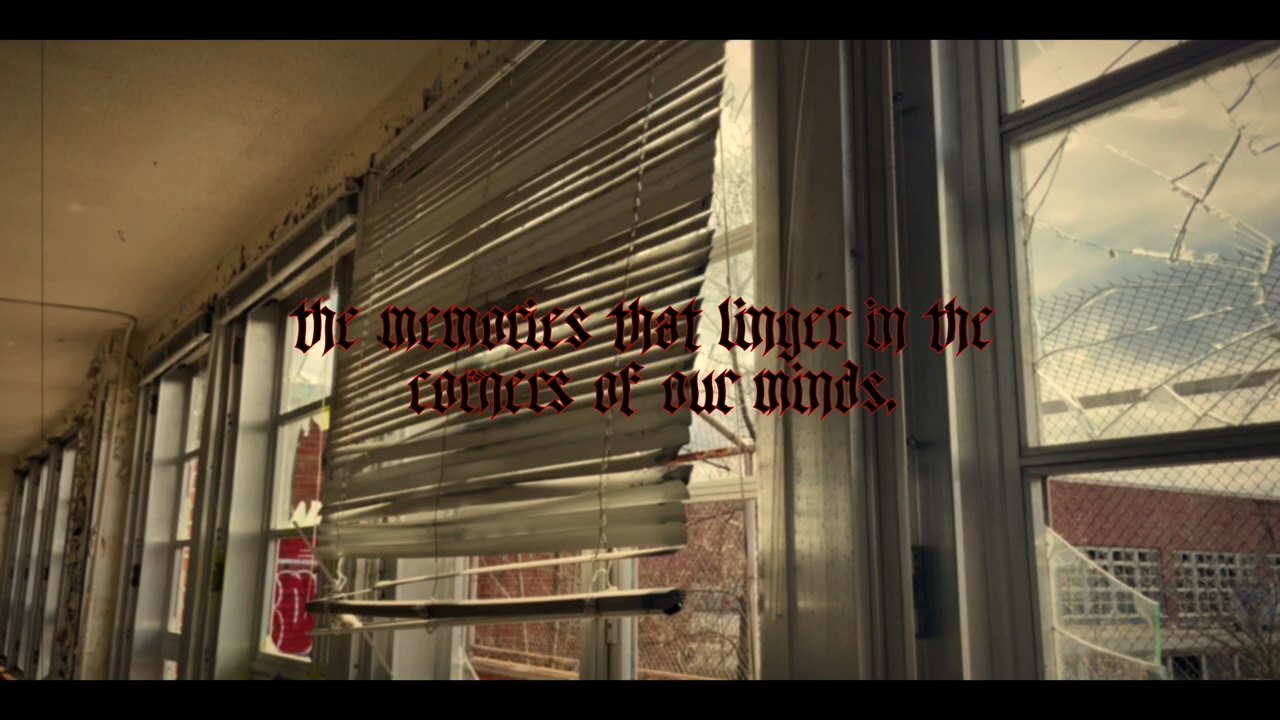 the memories that linger in the
corners of our minds.